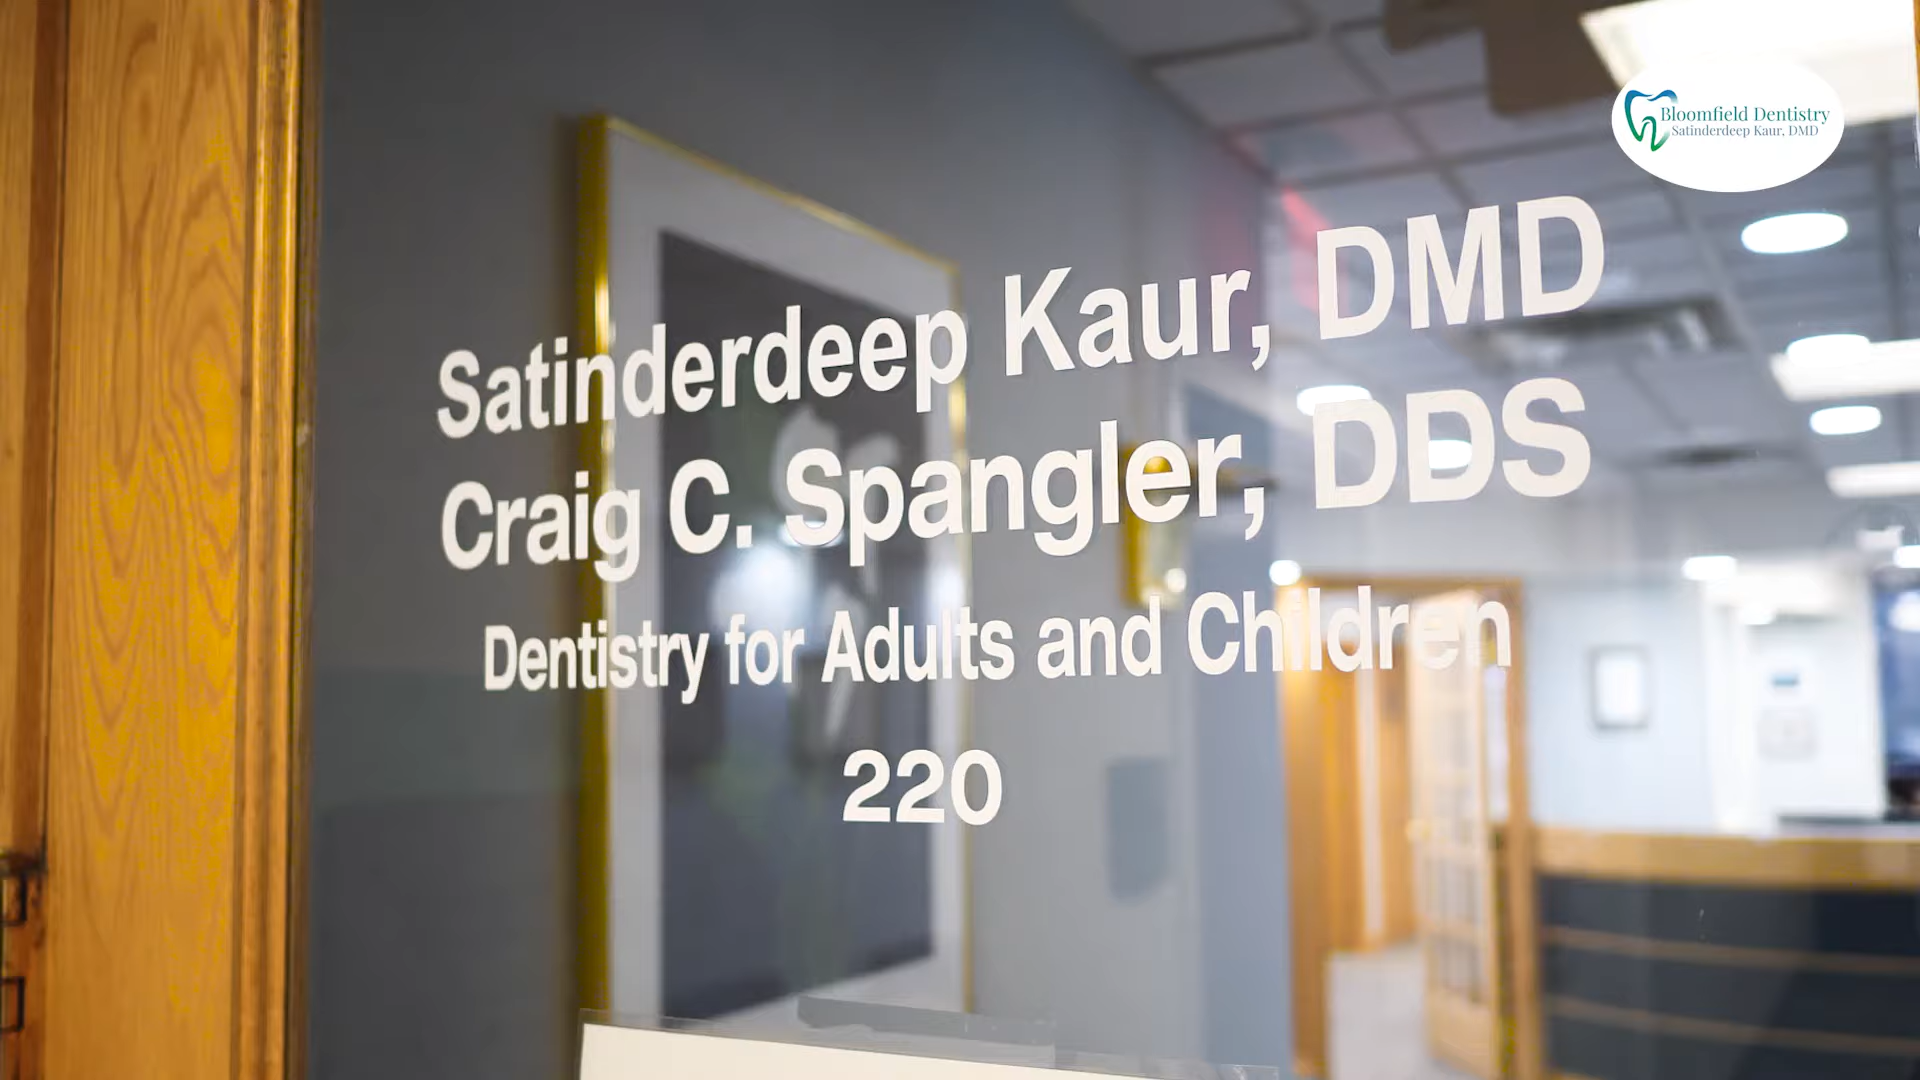 Bloomfield Dentistry
Satinderdeep Kaur, DMD
Satinderdeep Kaur, DMD
Craig C. Spangler, DDS
Dentistry for Adults and Children
220